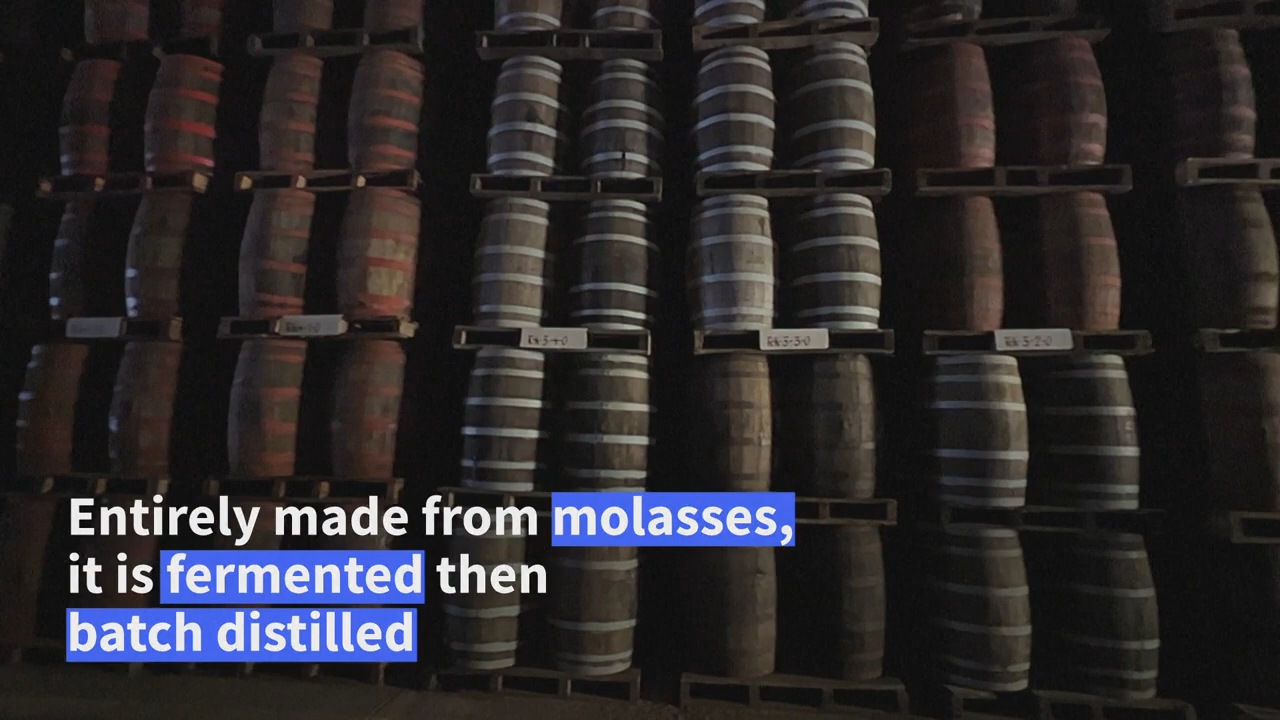 Entirely made from molasses,
it is fermented then
batch distilled